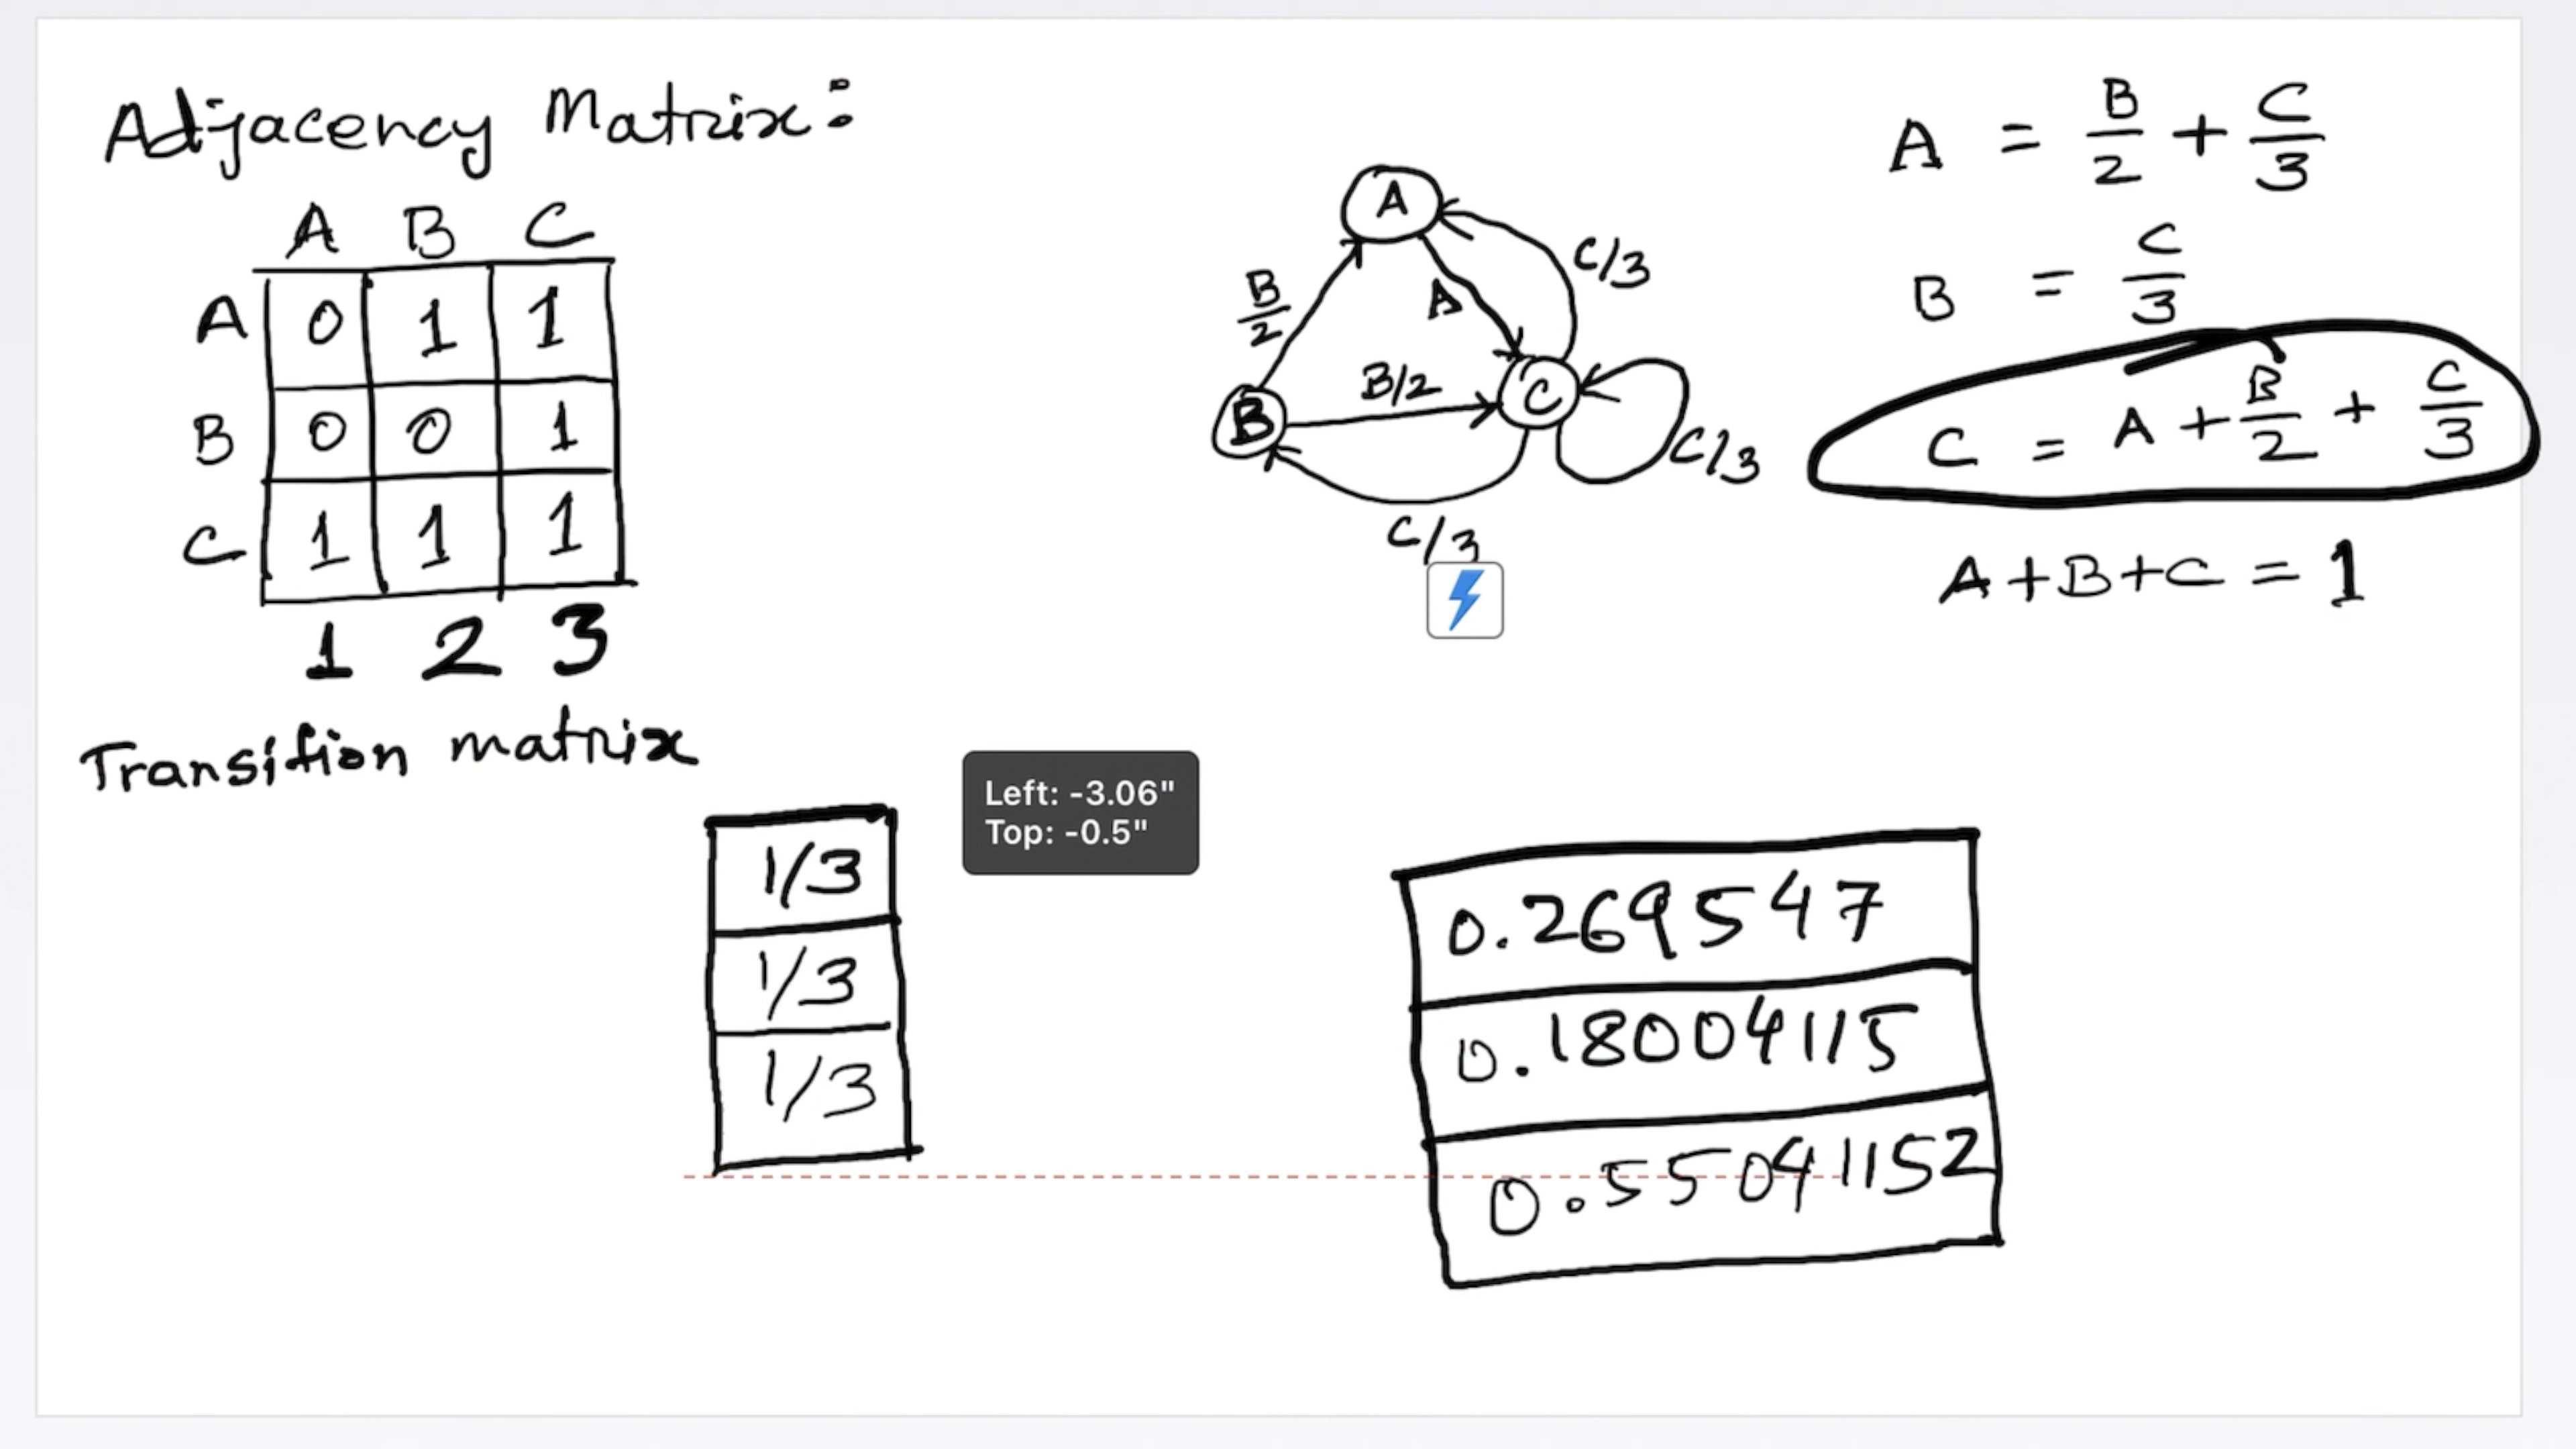 Adjacency Matrix:
A B C
A 0 1 1
B 0 0 1
C 1 1 1
1 2 3
A
B/2
A
C/3
B
B/2
C
C/3
C/3
A = B/2 + C/3
B = C/3
C = A + B/2 + C/3
A+B+C = 1
Transition matrix
1/3
1/3
1/3
Left: -3.06"
Top: -0.5"
0.269547
0.18004115
0.55041152